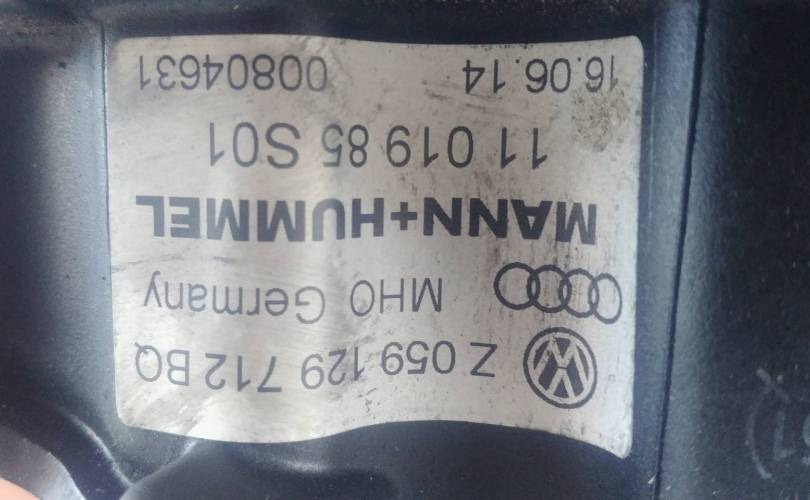 Z 059 129 712 BQ
MHO Germany
MANN+HUMMEL
11 019 85 S01
16.06.14 00804631